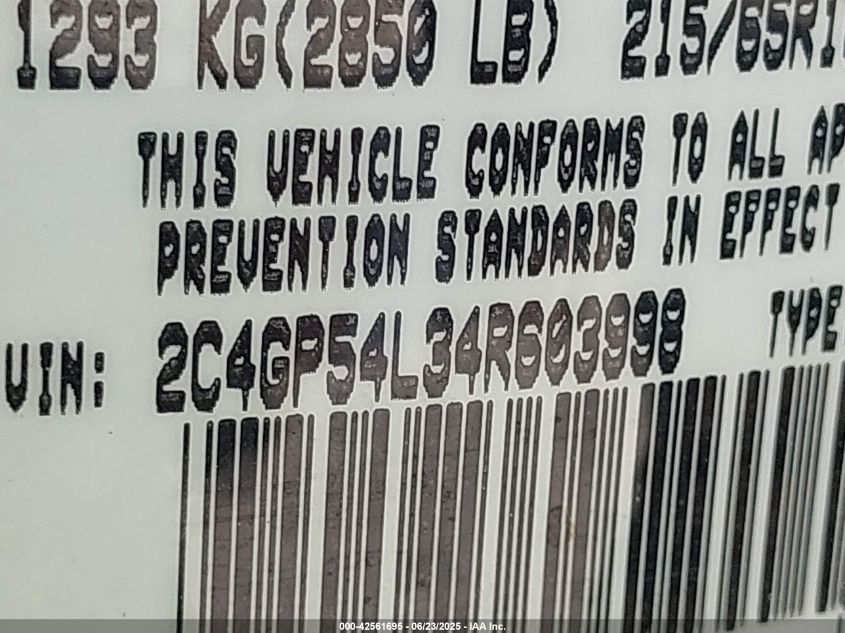 1293 KG(2850 LB) 215/65R1
THIS VEHICLE CONFORMS TO ALL AP
PREVENTION STANDARDS IN EFFECT
VIN: 2C4GP54L34R603998 TYPE
000-42561695 - 06/23/2025 - IAA Inc.